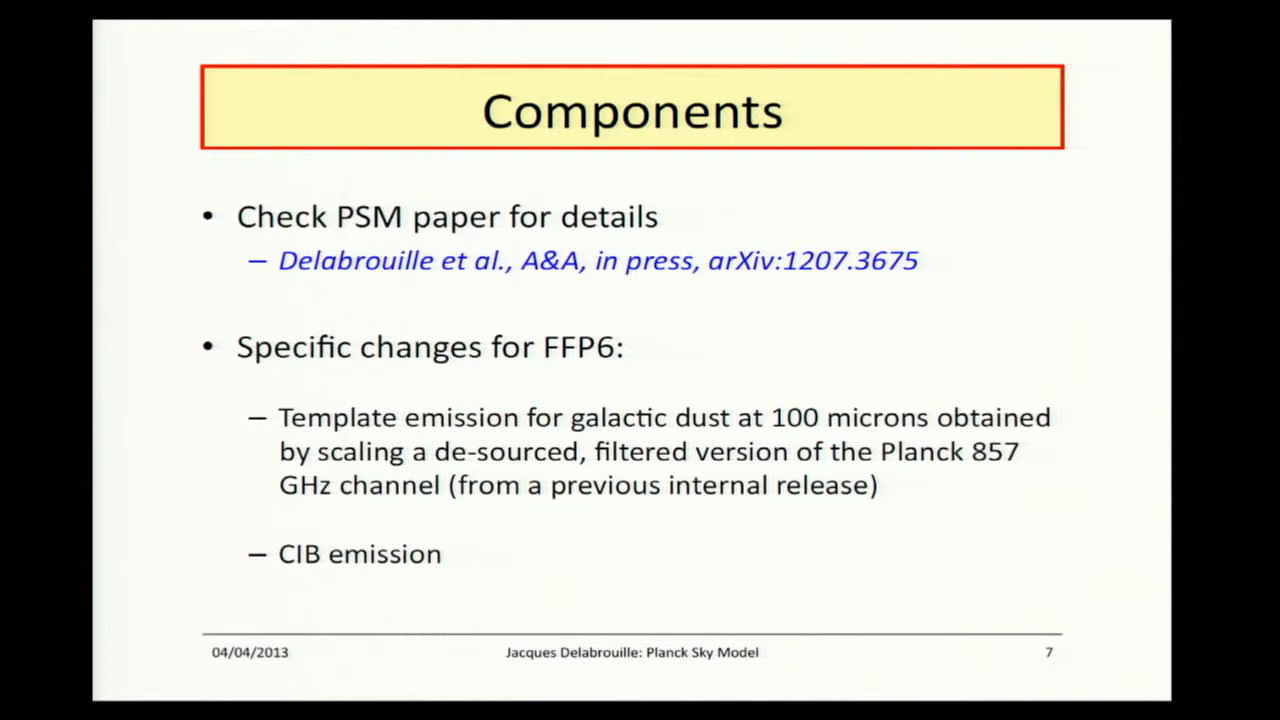 Components
• Check PSM paper for details
– Delabrouille et al., A&A, in press, arXiv:1207.3675
• Specific changes for FFP6:
– Template emission for galactic dust at 100 microns obtained
by scaling a de-sourced, filtered version of the Planck 857
GHz channel (from a previous internal release)
– CIB emission
04/04/2013 Jacques Delabrouille: Planck Sky Model 7